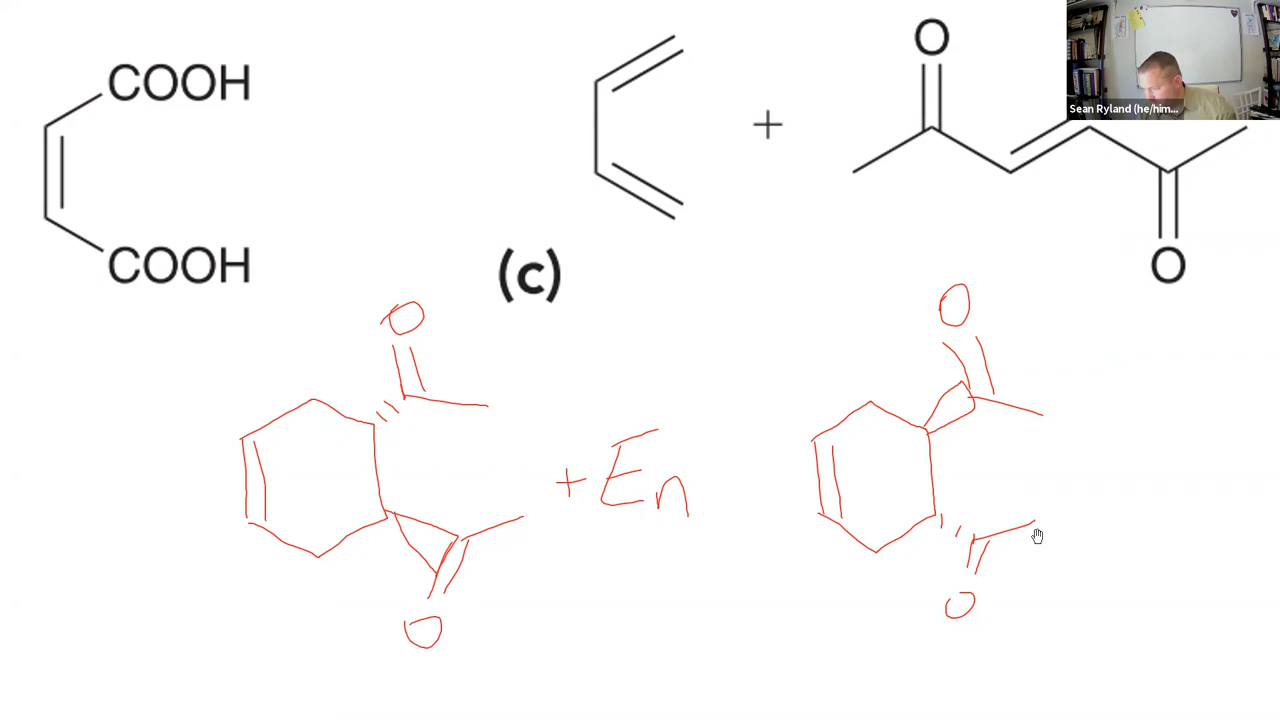 COOH
COOH
+
O
O
Sean Ryland (he/him...
(c)
O
O
+ En
O
O